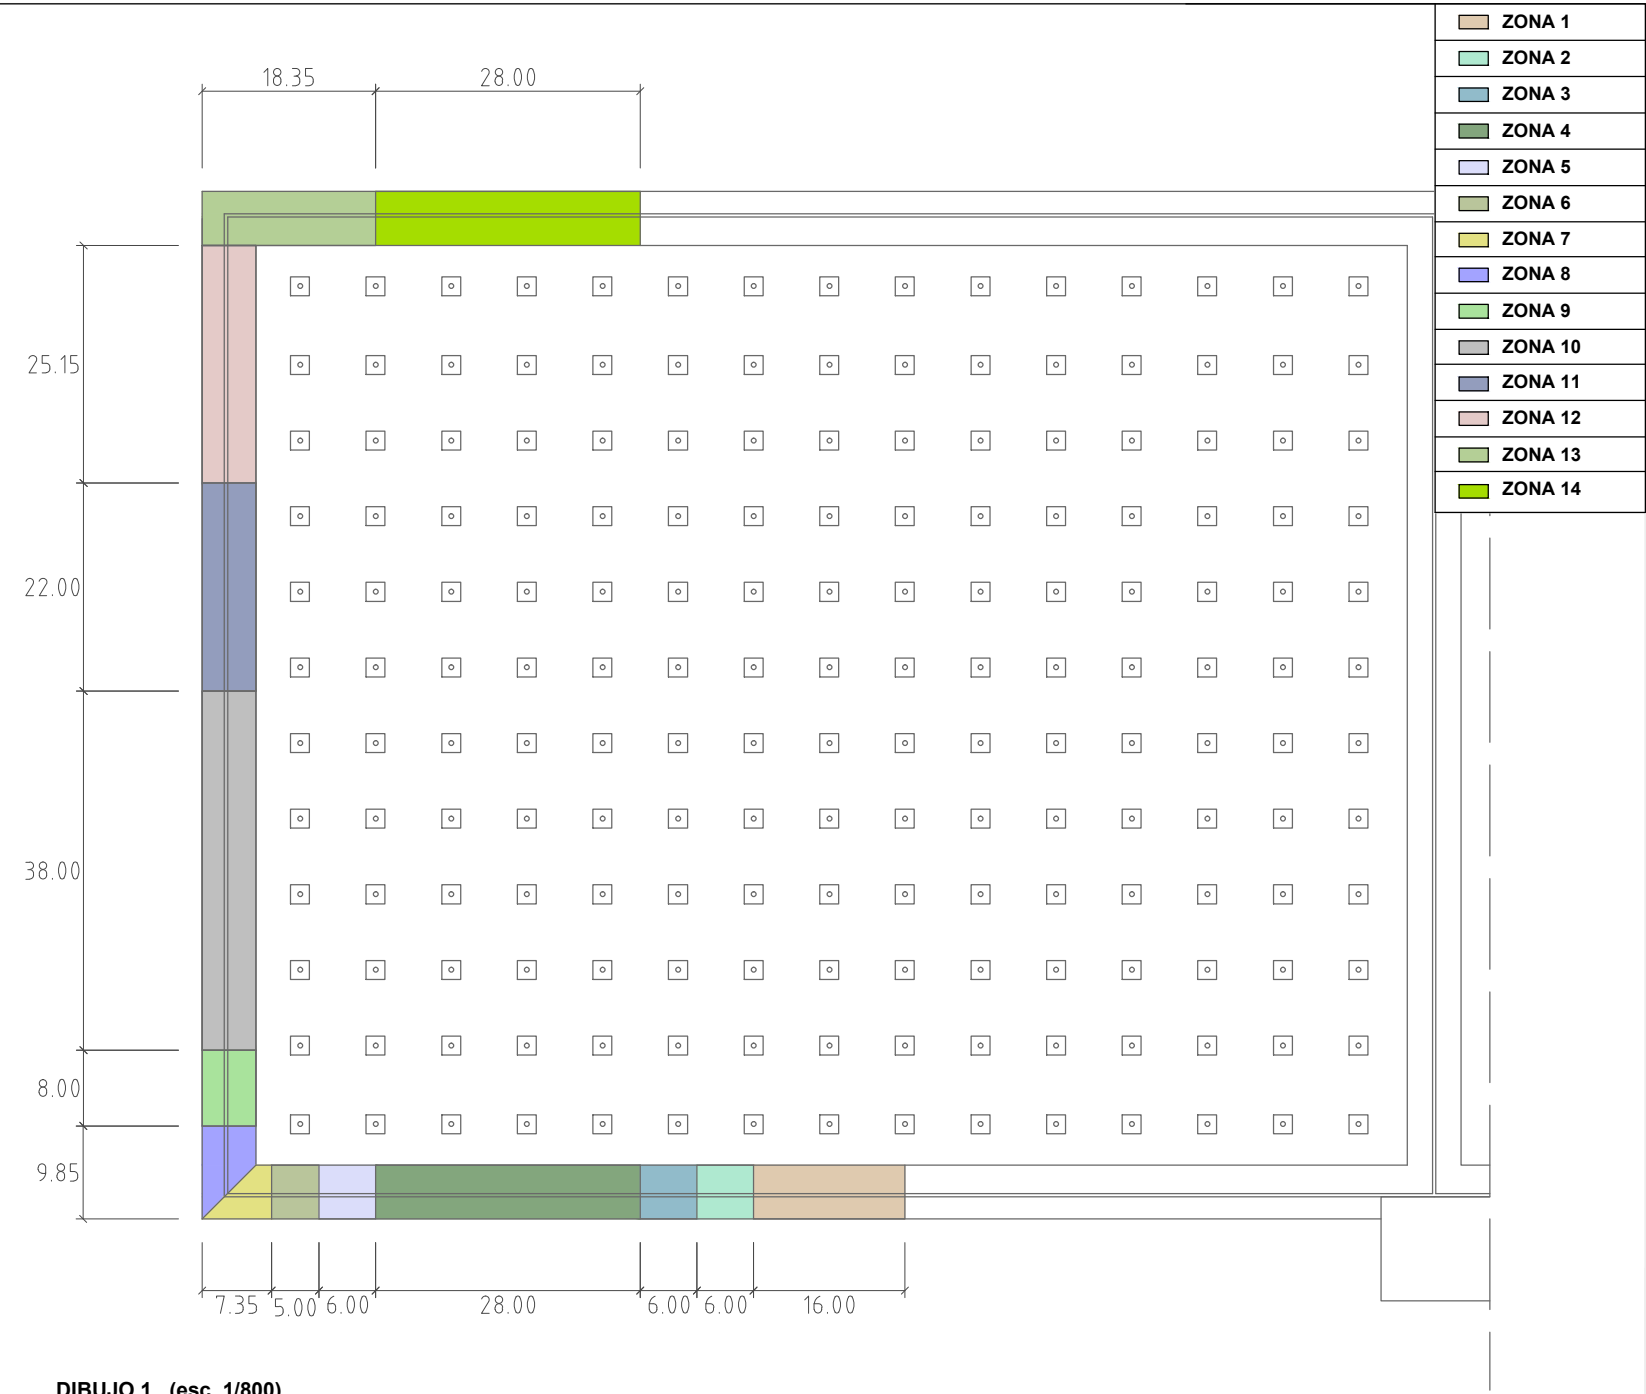 ZONA 1
ZONA 2
ZONA 3
ZONA 4
ZONA 5
ZONA 6
ZONA 7
ZONA 8
ZONA 9
ZONA 10
ZONA 11
ZONA 12
ZONA 13
ZONA 14
18.35 28.00
25.15
22.00
38.00
8.00
9.85
7.35 5.00 6.00 28.00 6.00 6.00 16.00
DIBUJO 1 (esc. 1/800)